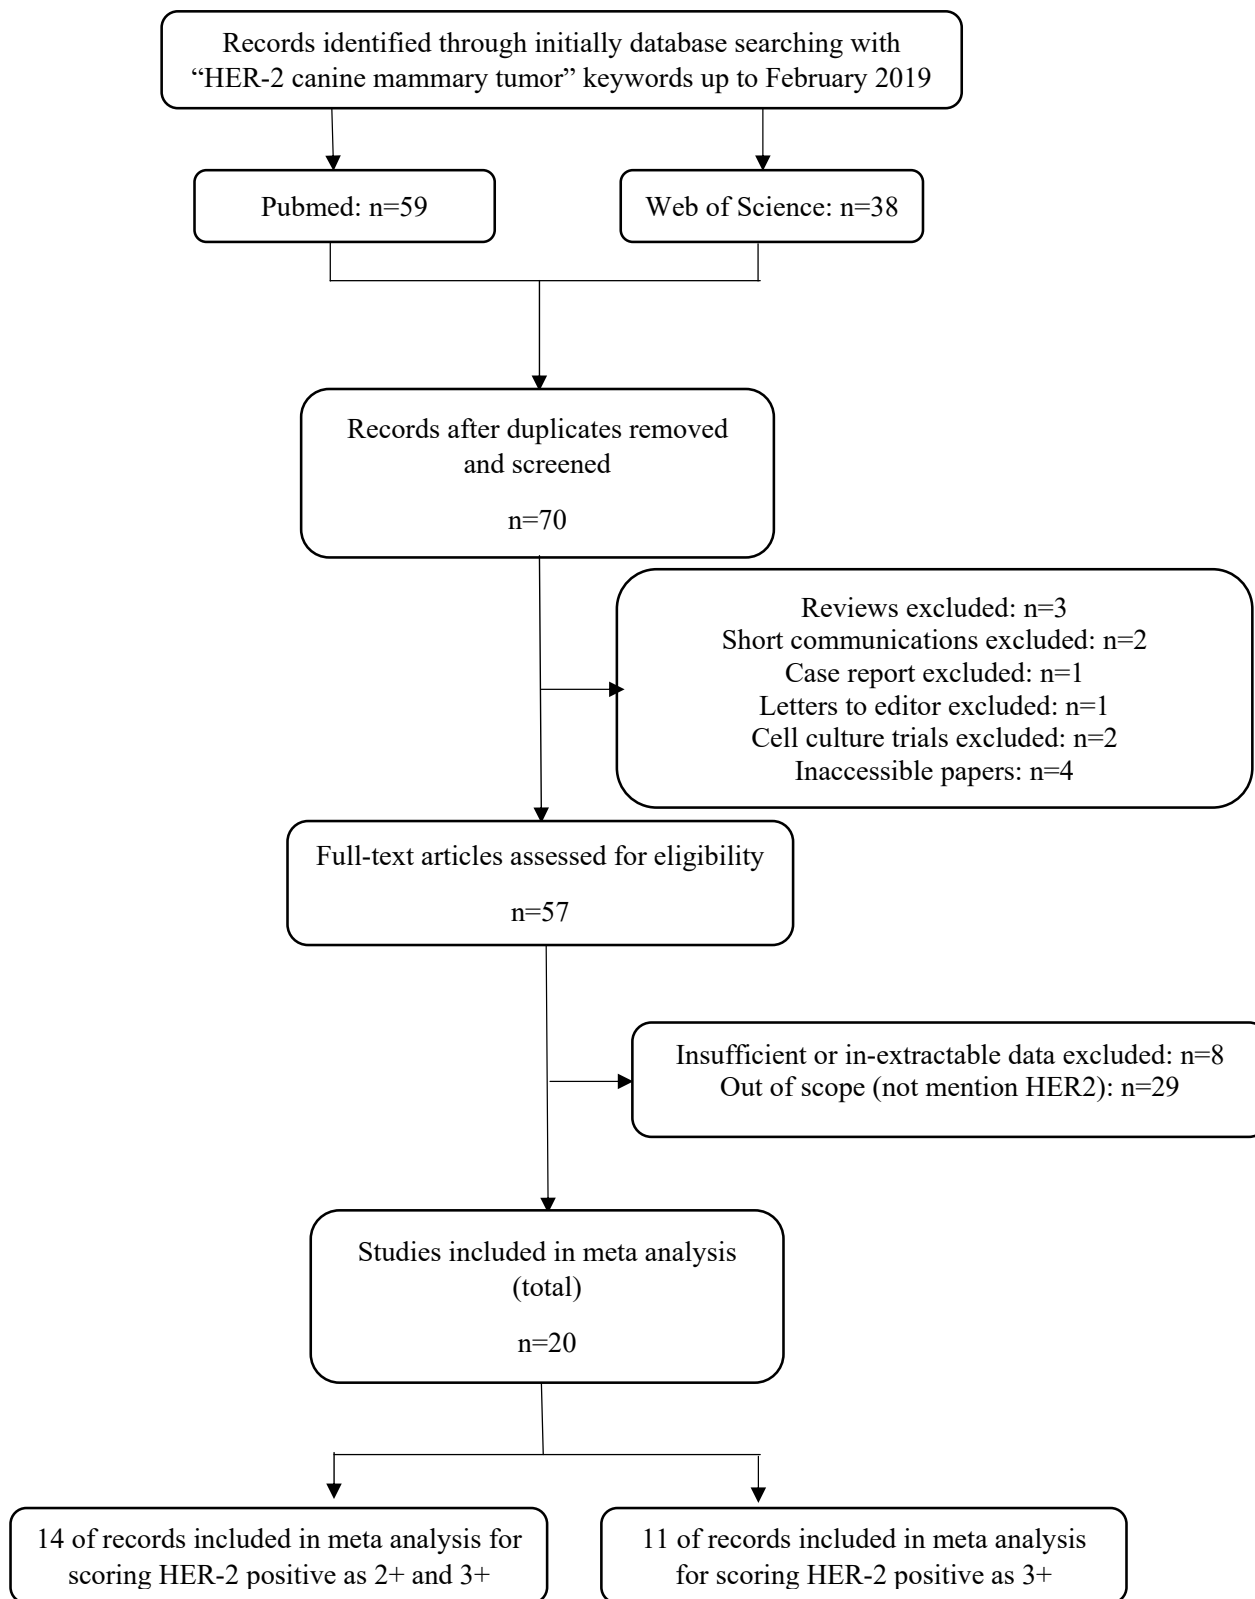 Records identified through initially database searching with
“HER-2 canine mammary tumor” keywords up to February 2019
Pubmed: n=59
Web of Science: n=38
Records after duplicates removed
and screened
n=70
Reviews excluded: n=3
Short communications excluded: n=2
Case report excluded: n=1
Letters to editor excluded: n=1
Cell culture trials excluded: n=2
Inaccessible papers: n=4
Full-text articles assessed for eligibility
n=57
Insufficient or in-extractable data excluded: n=8
Out of scope (not mention HER2): n=29
Studies included in meta analysis
(total)
n=20
14 of records included in meta analysis for
scoring HER-2 positive as 2+ and 3+
11 of records included in meta analysis
for scoring HER-2 positive as 3+